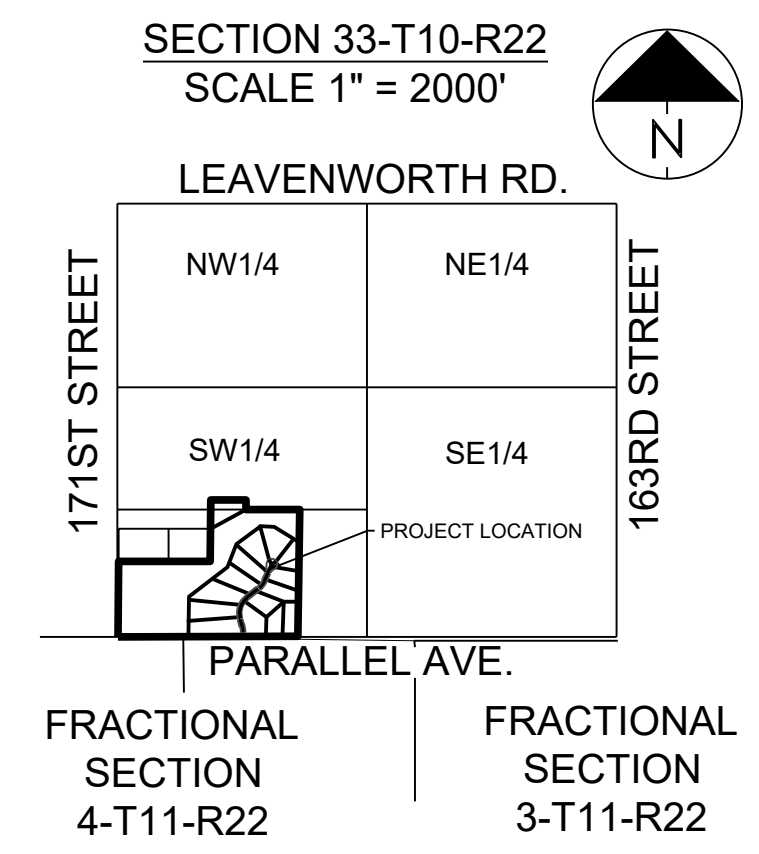 SECTION 33-T10-R22
SCALE 1" = 2000'
N
LEAVENWORTH RD.
171ST STREET
NW1/4
NE1/4
163RD STREET
SW1/4
SE1/4
PROJECT LOCATION
PARALLEL AVE.
FRACTIONAL
SECTION
4-T11-R22
FRACTIONAL
SECTION
3-T11-R22